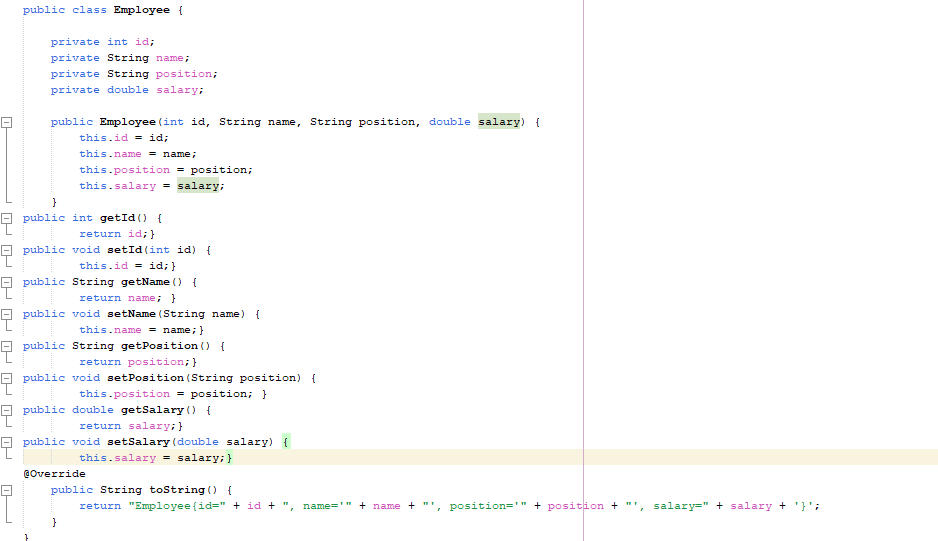 public class Employee {
private int id;
private String name;
private String position;
private double salary;
public Employee(int id, String name, String position, double salary) {
this.id = id;
this.name = name;
this.position = position;
this.salary = salary;
}
public int getId() {
return id;}
public void setId(int id) {
this.id = id;}
public String getName() {
return name; }
public void setName(String name) {
this.name = name;}
public String getPosition() {
return position;}
public void setPosition(String position) {
this.position = position; }
public double getSalary() {
return salary;}
public void setSalary(double salary) {
this.salary = salary;}
@Override
public String toString() {
return "Employee{id=" + id + ", name='" + name + "', position='" + position + "', salary=" + salary + '}';
}
}